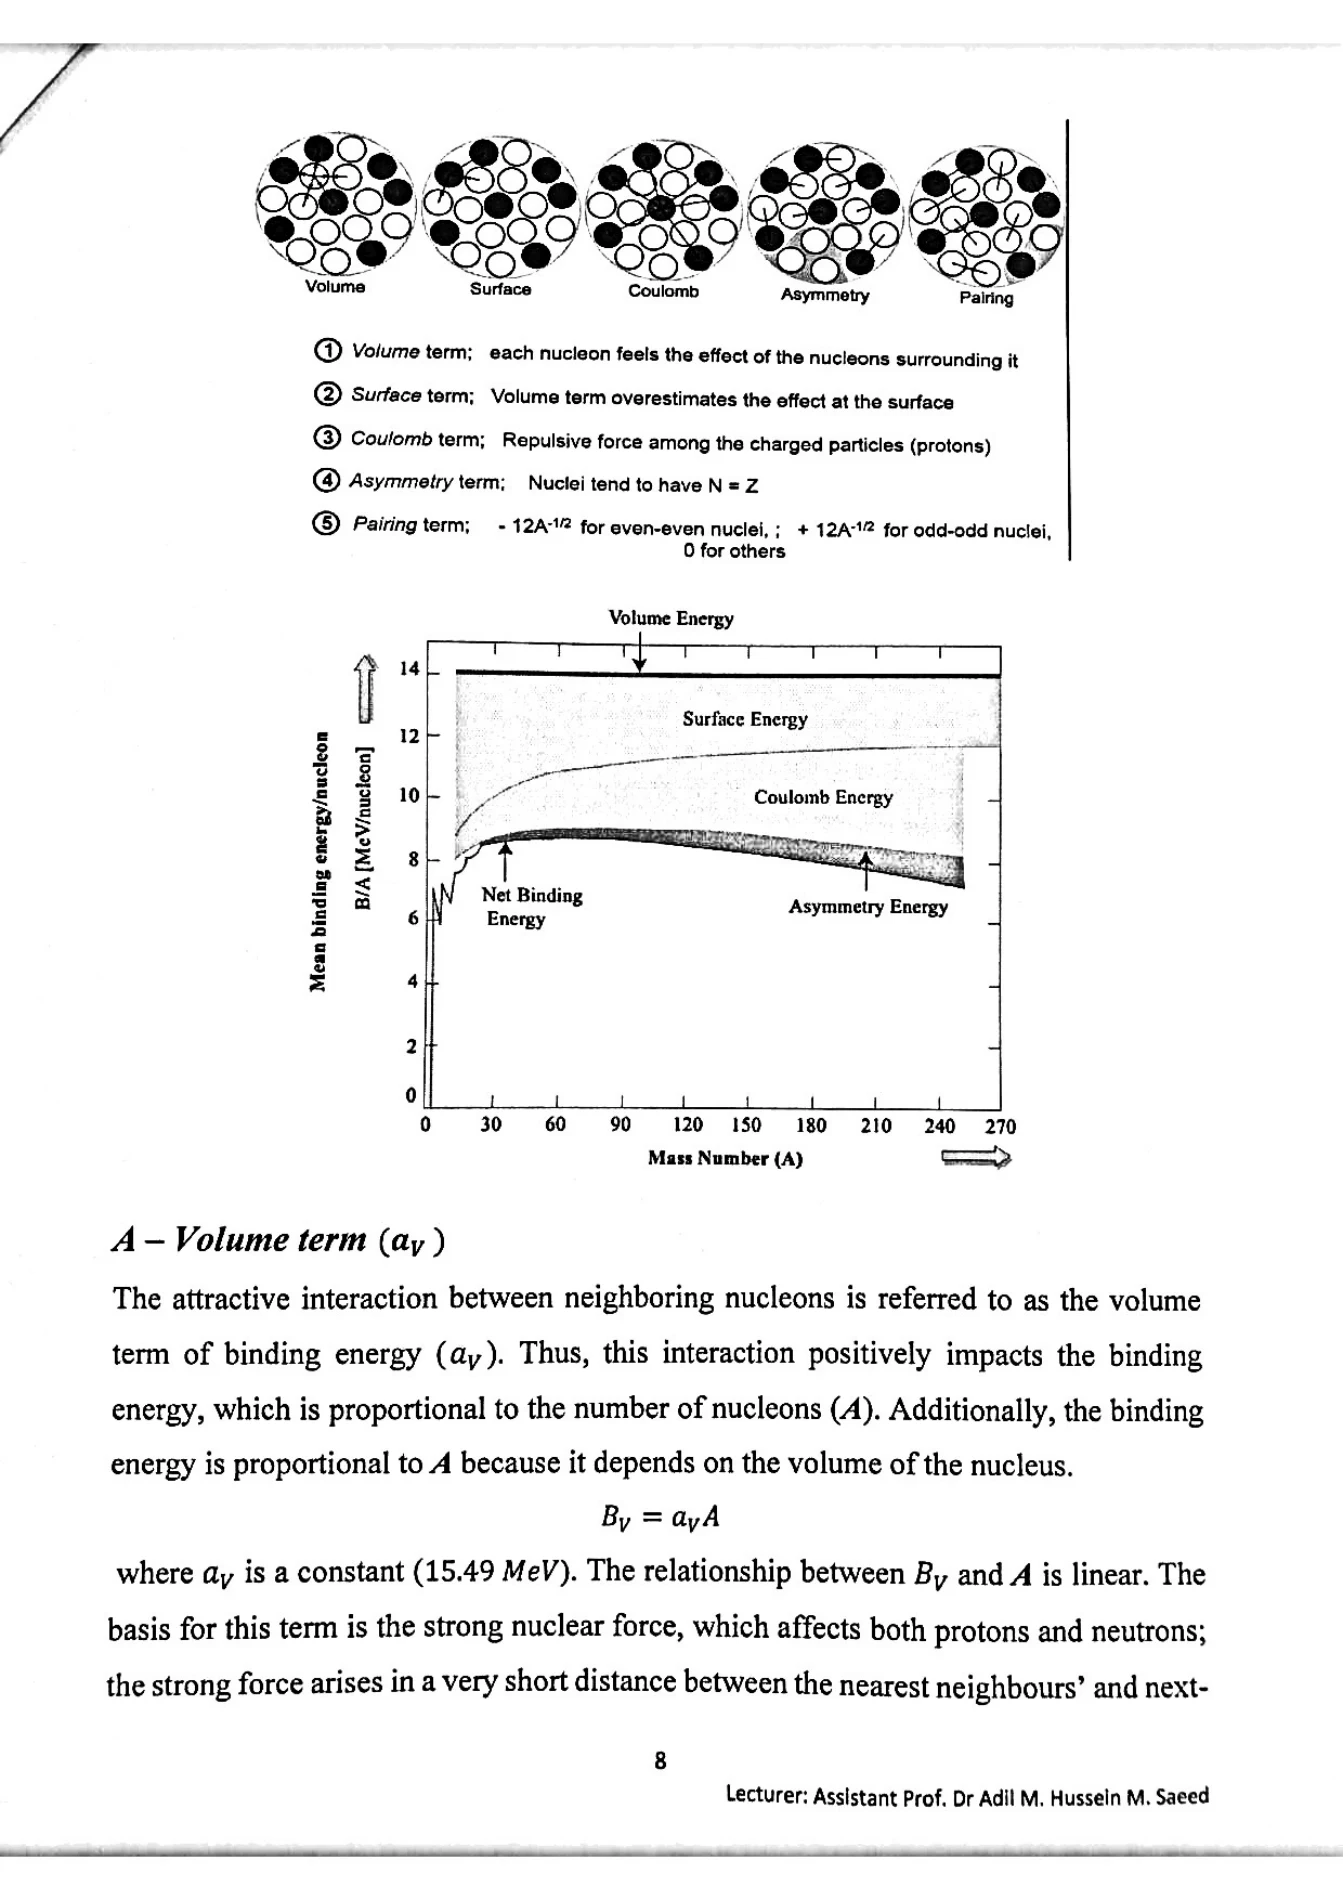 Volume Surface Coulomb Asymmetry Pairing
① Volume term; each nucleon feels the effect of the nucleons surrounding it
② Surface term; Volume term overestimates the effect at the surface
③ Coulomb term; Repulsive force among the charged particles (protons)
④ Asymmetry term; Nuclei tend to have N = Z
⑤ Pairing term; - 12A⁻¹ᐟ² for even-even nuclei, ; + 12A⁻¹ᐟ² for odd-odd nuclei,
0 for others
Volume Energy
Mean binding energy/nucleon
B/A [MeV/nucleon]
14
12
10
8
6
4
2
0
Surface Energy
Coulomb Energy
Net Binding
Energy
Asymmetry Energy
0 30 60 90 120 150 180 210 240 270
Mass Number (A)
A – Volume term (aᵥ )
The attractive interaction between neighboring nucleons is referred to as the volume
term of binding energy (aᵥ). Thus, this interaction positively impacts the binding
energy, which is proportional to the number of nucleons (A). Additionally, the binding
energy is proportional to A because it depends on the volume of the nucleus.
Bᵥ = aᵥA
where aᵥ is a constant (15.49 MeV). The relationship between Bᵥ and A is linear. The
basis for this term is the strong nuclear force, which affects both protons and neutrons;
the strong force arises in a very short distance between the nearest neighbours’ and next-
8
Lecturer: Assistant Prof. Dr Adil M. Hussein M. Saeed